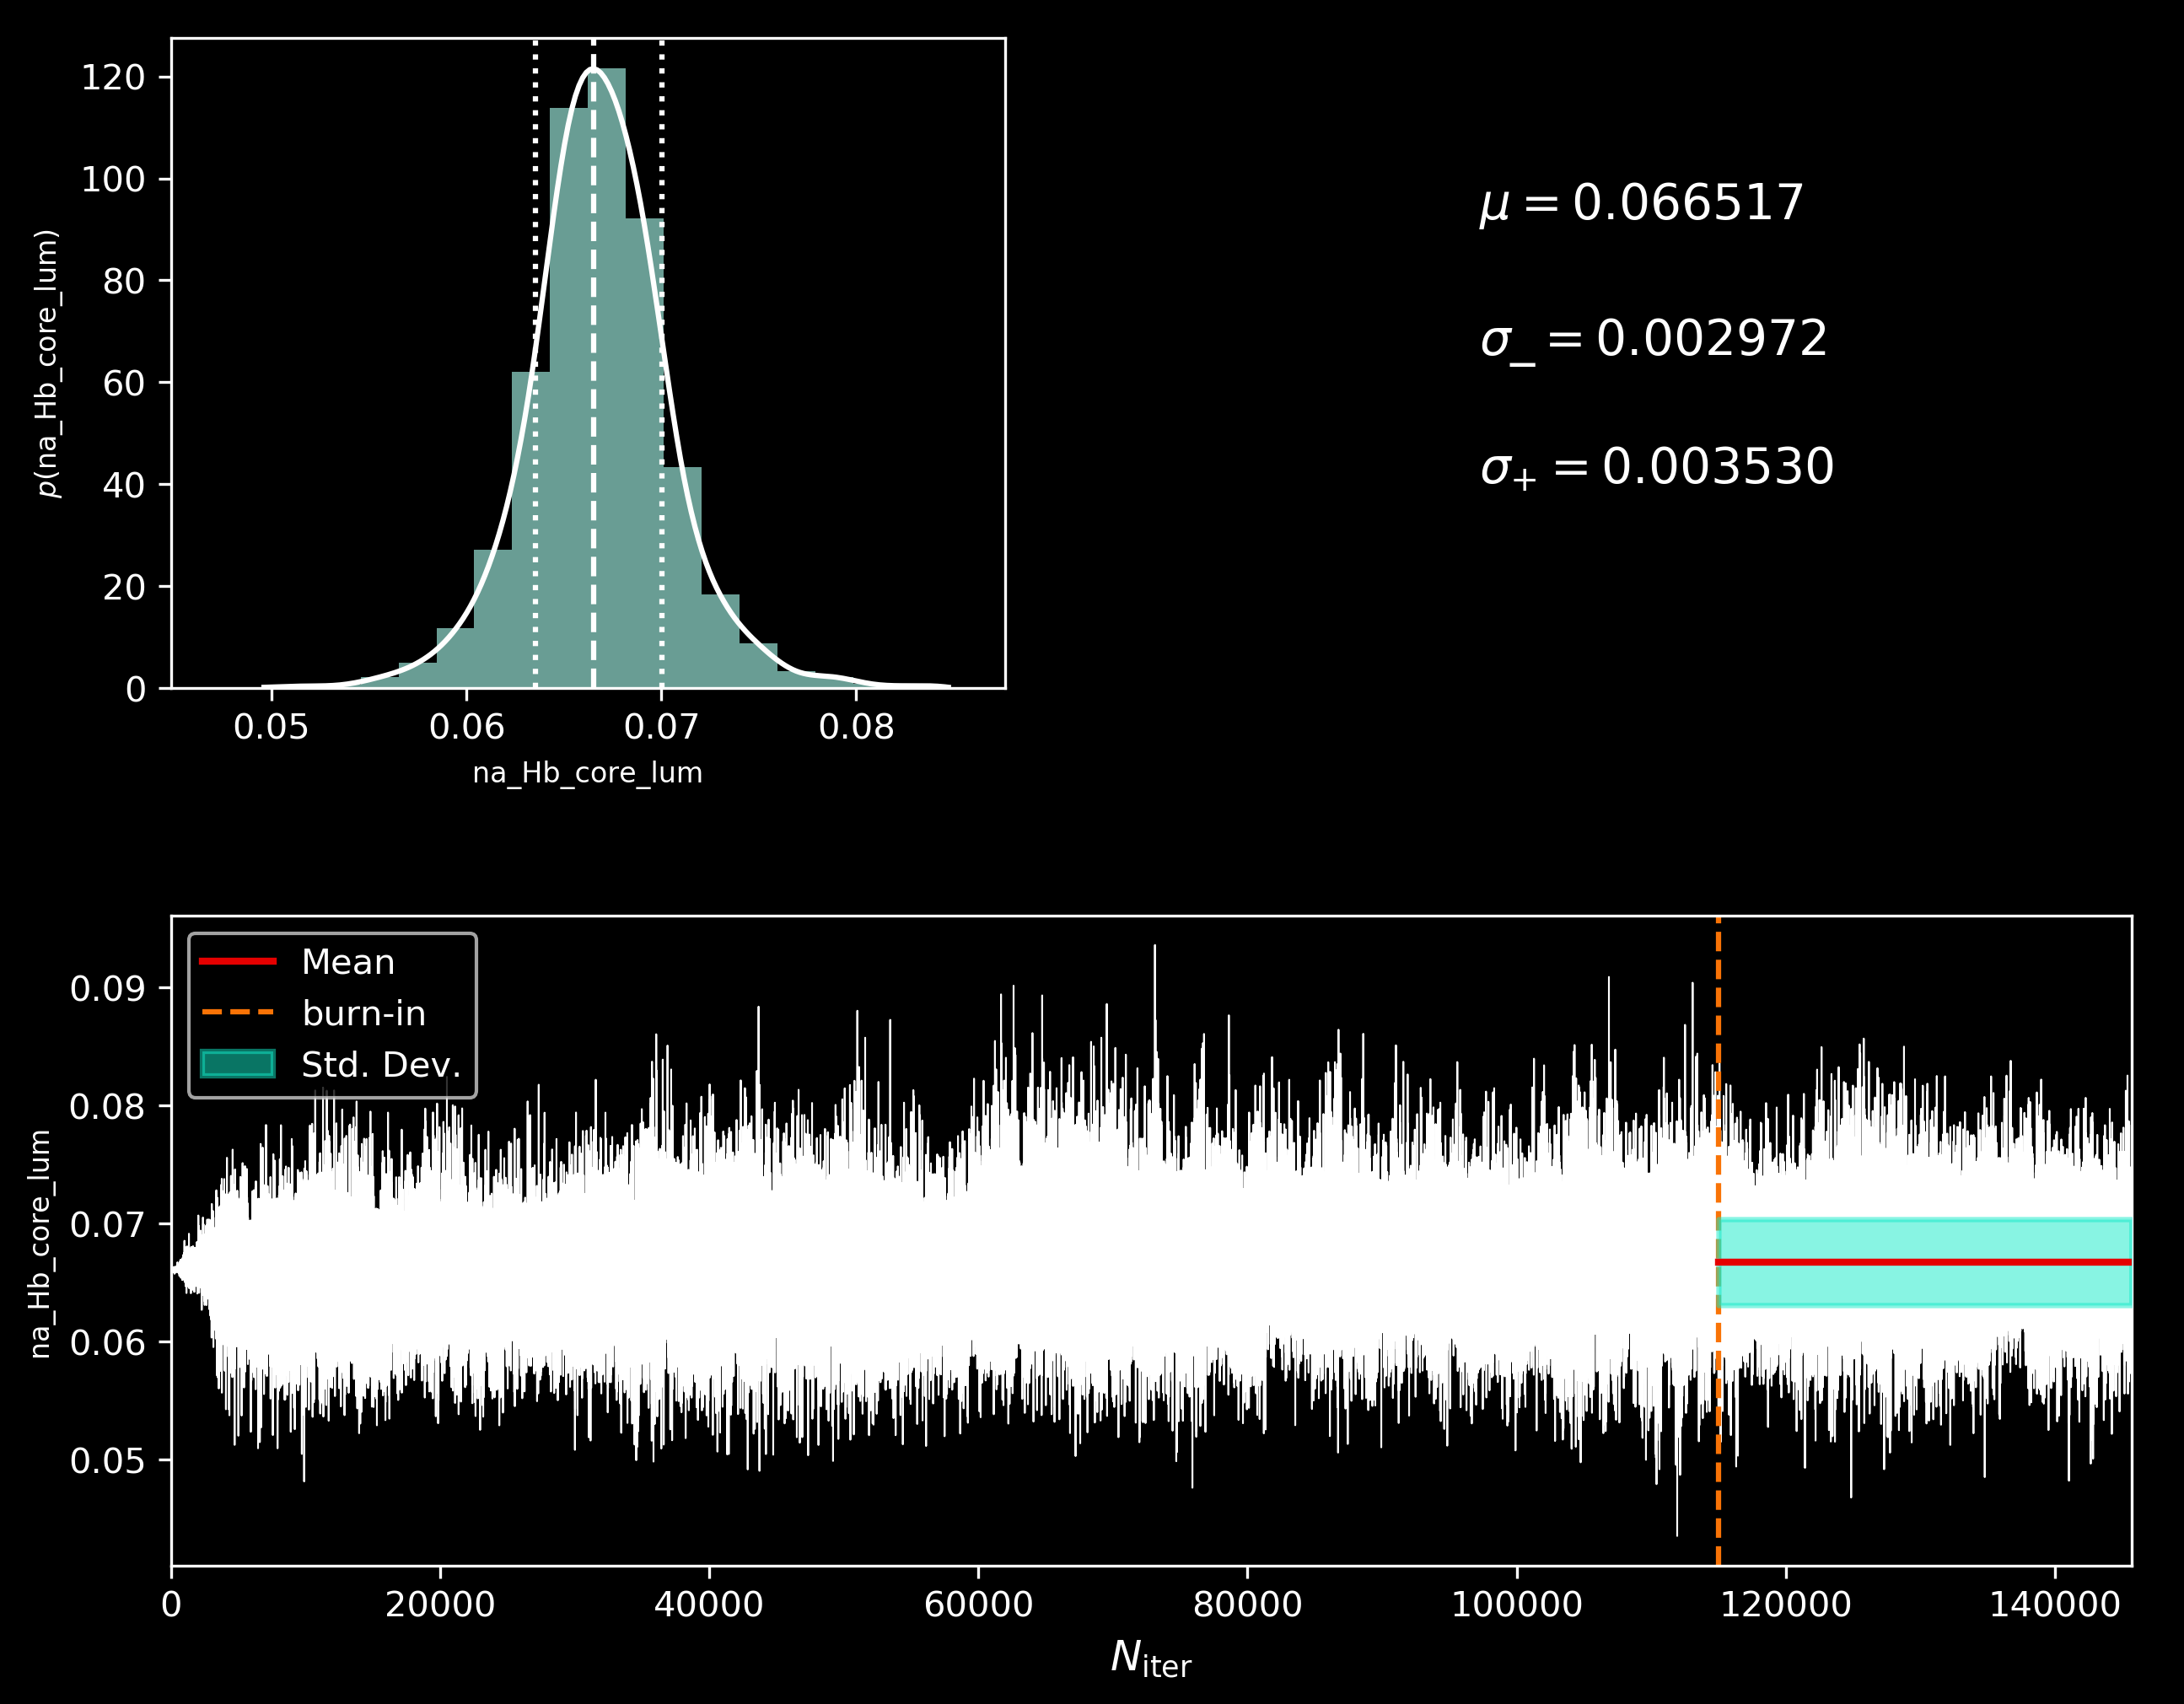 120
100
80
60
40
20
0
p(na_Hb_core_lum)
0.05 0.06 0.07 0.08
na_Hb_core_lum
μ = 0.066517
σ_ = 0.002972
σ+ = 0.003530
Mean
burn-in
Std. Dev.
0.09
0.08
0.07
0.06
0.05
na_Hb_core_lum
0 20000 40000 60000 80000 100000 120000 140000
Niter